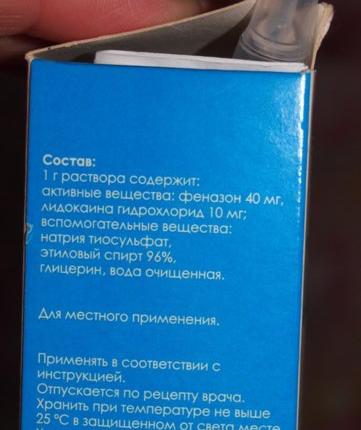 Состав:
1 г раствора содержит:
активные вещества: феназон 40 мг,
лидокаина гидрохлорид 10 мг;
вспомогательные вещества:
натрия тиосульфат,
этиловый спирт 96%,
глицерин, вода очищенная.
Для местного применения.
Применять в соответствии с
инструкцией.
Отпускается по рецепту врача.
Хранить при температуре не выше
25 °С в защищенном от света месте